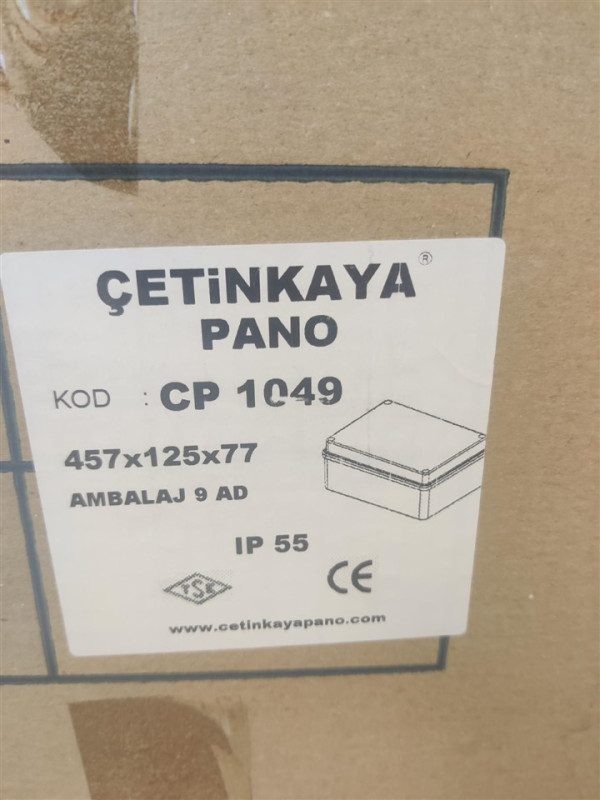 ÇETiNKAYA®
PANO
KOD : CP 1049
457x125x77
AMBALAJ 9 AD
IP 55
TSE CE
www.cetinkayapano.com